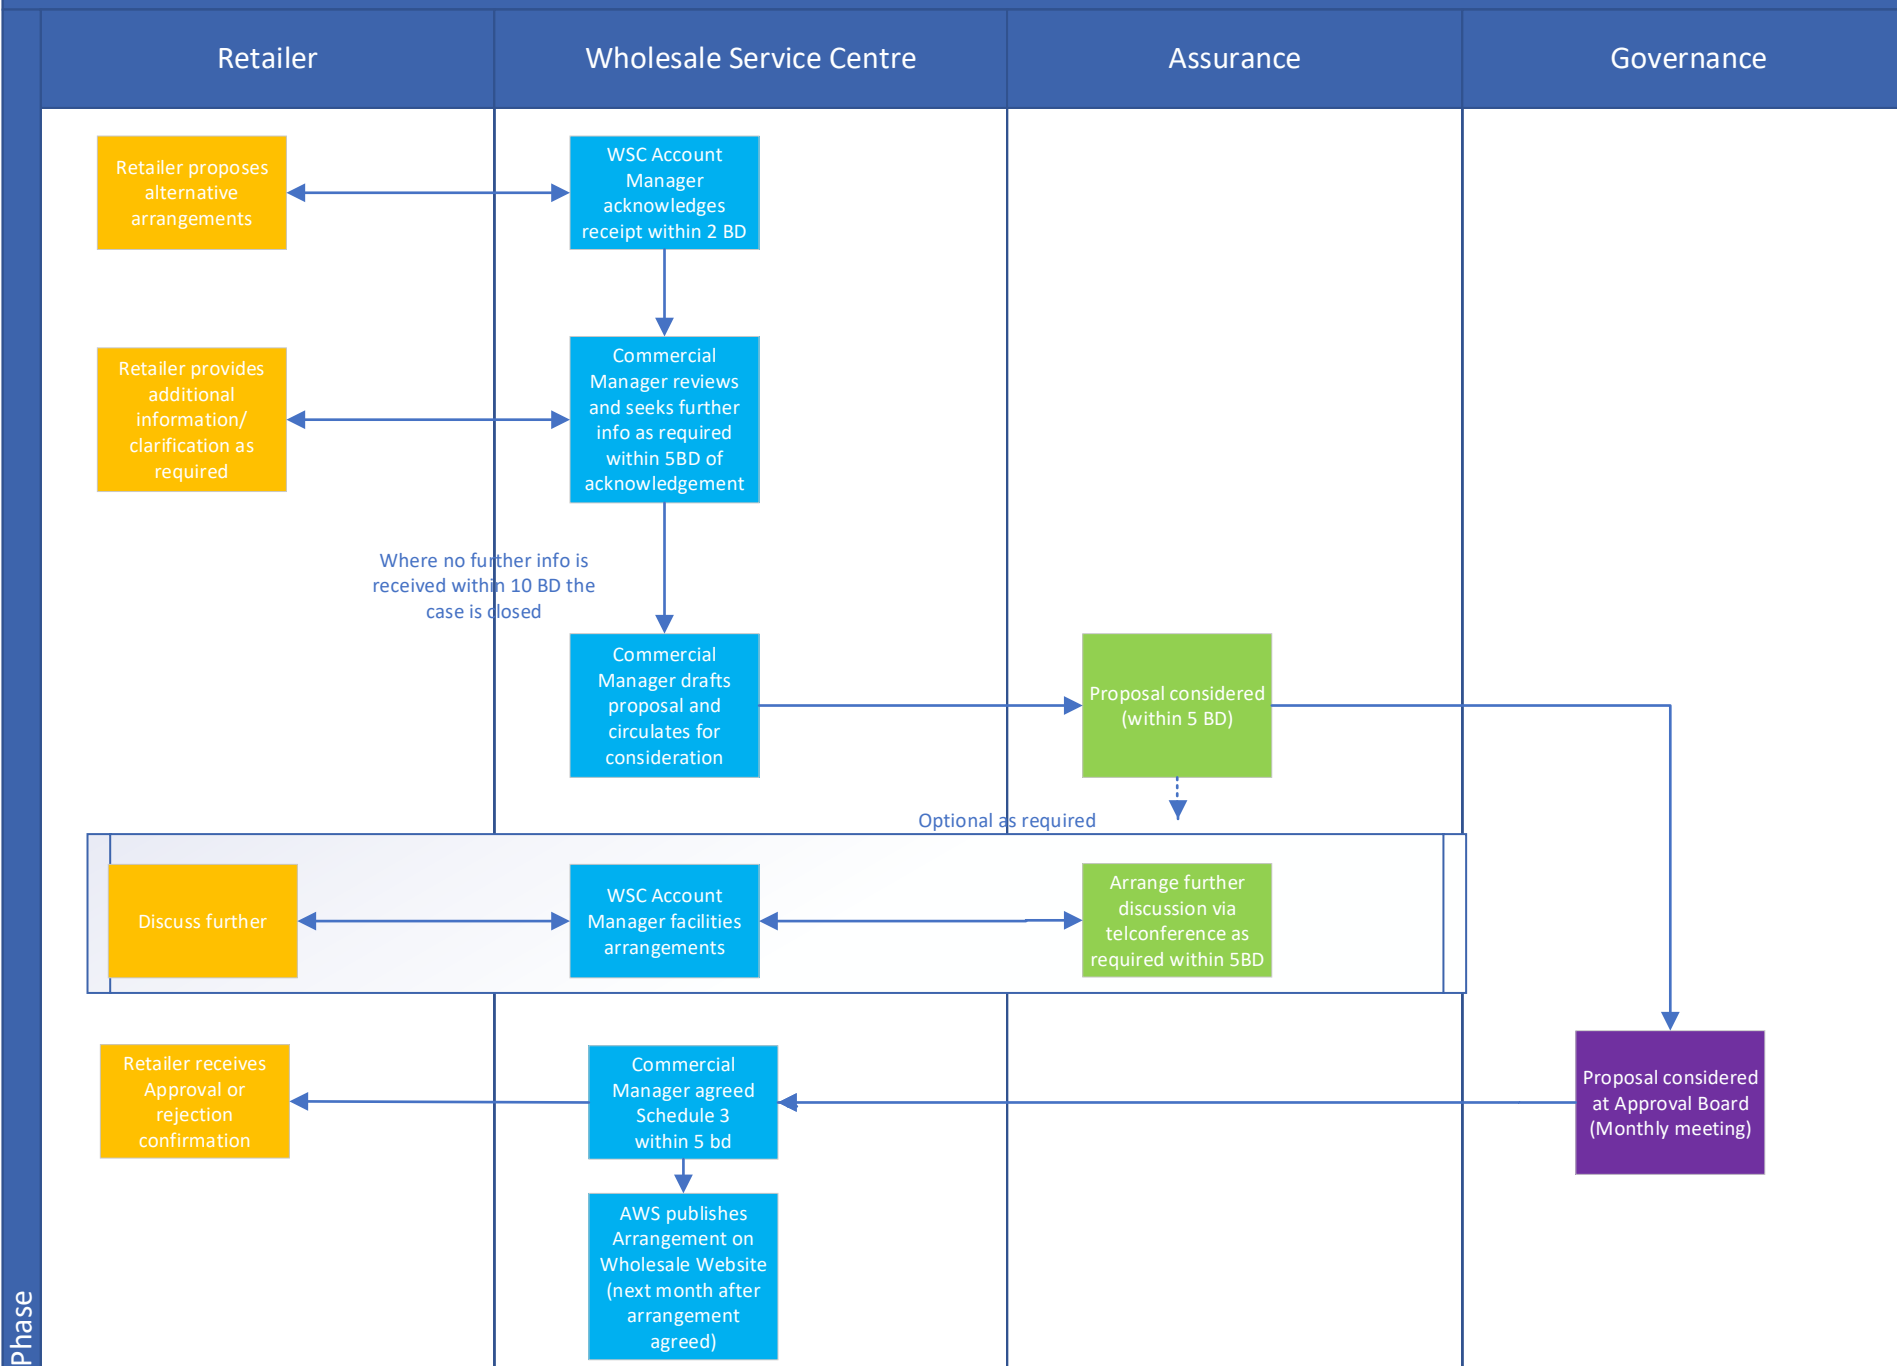 Retailer
Wholesale Service Centre
Assurance
Governance
Retailer proposes
alternative
arrangements
WSC Account
Manager
acknowledges
receipt within 2 BD
Retailer provides
additional
information/
clarification as
required
Commercial
Manager reviews
and seeks further
info as required
within 5BD of
acknowledgement
Where no further info is
received within 10 BD the
case is closed
Commercial
Manager drafts
proposal and
circulates for
consideration
Proposal considered
(within 5 BD)
Optional as required
Discuss further
WSC Account
Manager facilities
arrangements
Arrange further
discussion via
telconference as
required within 5BD
Retailer receives
Approval or
rejection
confirmation
Commercial
Manager agreed
Schedule 3
within 5 bd
Proposal considered
at Approval Board
(Monthly meeting)
AWS publishes
Arrangement on
Wholesale Website
(next month after
arrangement
agreed)
Phase